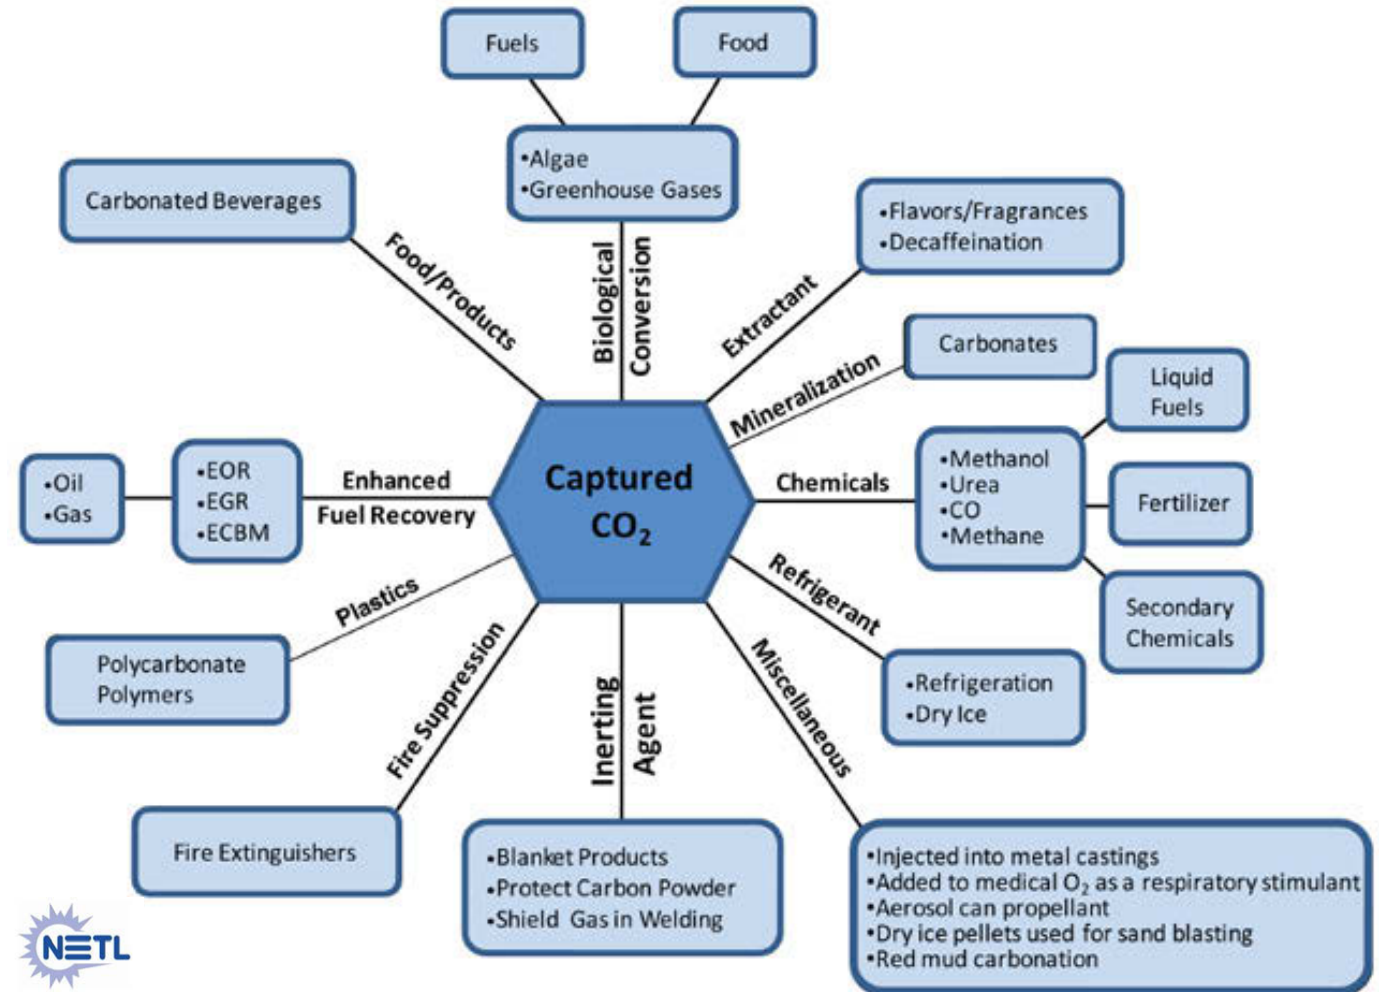 Fuels
Food
•Algae
•Greenhouse Gases
Carbonated Beverages
•Flavors/Fragrances
•Decaffeination
Food/Products
Biological
Conversion
Extractant
Mineralization
Carbonates
Liquid
Fuels
Captured
CO₂
Enhanced
Fuel Recovery
•EOR
•EGR
•ECBM
•Oil
•Gas
Chemicals
•Methanol
•Urea
•CO
•Methane
Fertilizer
Secondary
Chemicals
Plastics
Polycarbonate
Polymers
Refrigerant
•Refrigeration
•Dry Ice
Fire Suppression
Fire Extinguishers
Inerting
Agent
•Blanket Products
•Protect Carbon Powder
•Shield Gas in Welding
Miscellaneous
•Injected into metal castings
•Added to medical O₂ as a respiratory stimulant
•Aerosol can propellant
•Dry ice pellets used for sand blasting
•Red mud carbonation
NETL